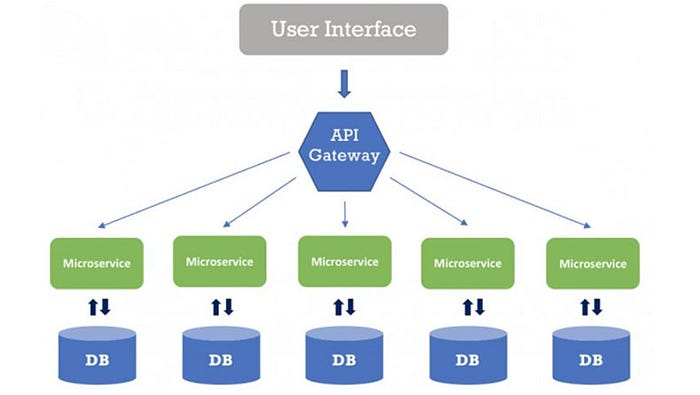 User Interface
API
Gateway
Microservice
Microservice
Microservice
Microservice
Microservice
DB
DB
DB
DB
DB